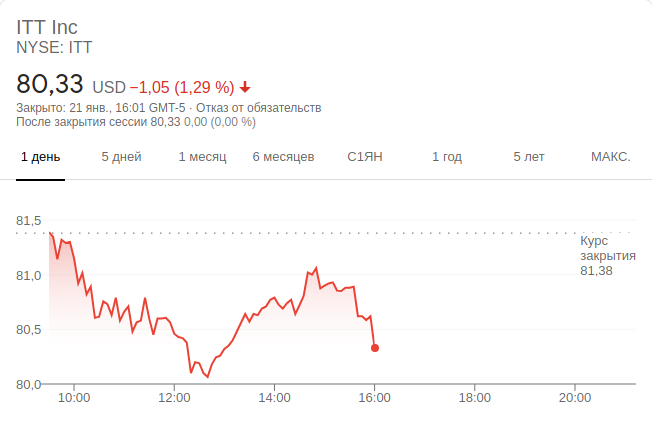 ITT Inc
NYSE: ITT
80,33 USD −1,05 (1,29 %)
Закрыто: 21 янв., 16:01 GMT-5 · Отказ от обязательств
После закрытия сессии 80,33 0,00 (0,00 %)
1 день 5 дней 1 месяц 6 месяцев С1ЯН 1 год 5 лет МАКС.
81,5
Курс
закрытия
81,38
81,0
80,5
80,0
10:00 12:00 14:00 16:00 18:00 20:00